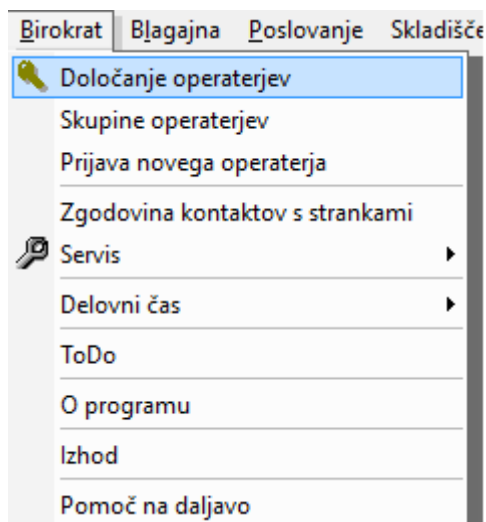 Birokrat Blagajna Poslovanje Skladišče
Določanje operaterjev
Skupine operaterjev
Prijava novega operaterja
Zgodovina kontaktov s strankami
Servis
Delovni čas
ToDo
O programu
Izhod
Pomoč na daljavo